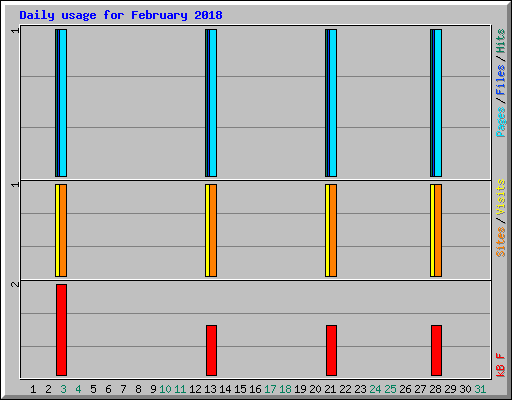 Daily usage for February 2018
1
1
2
Pages/Files/Hits
Sites/Visits
kB F
1 2 3 4 5 6 7 8 9 10 11 12 13 14 15 16 17 18 19 20 21 22 23 24 25 26 27 28 29 30 31